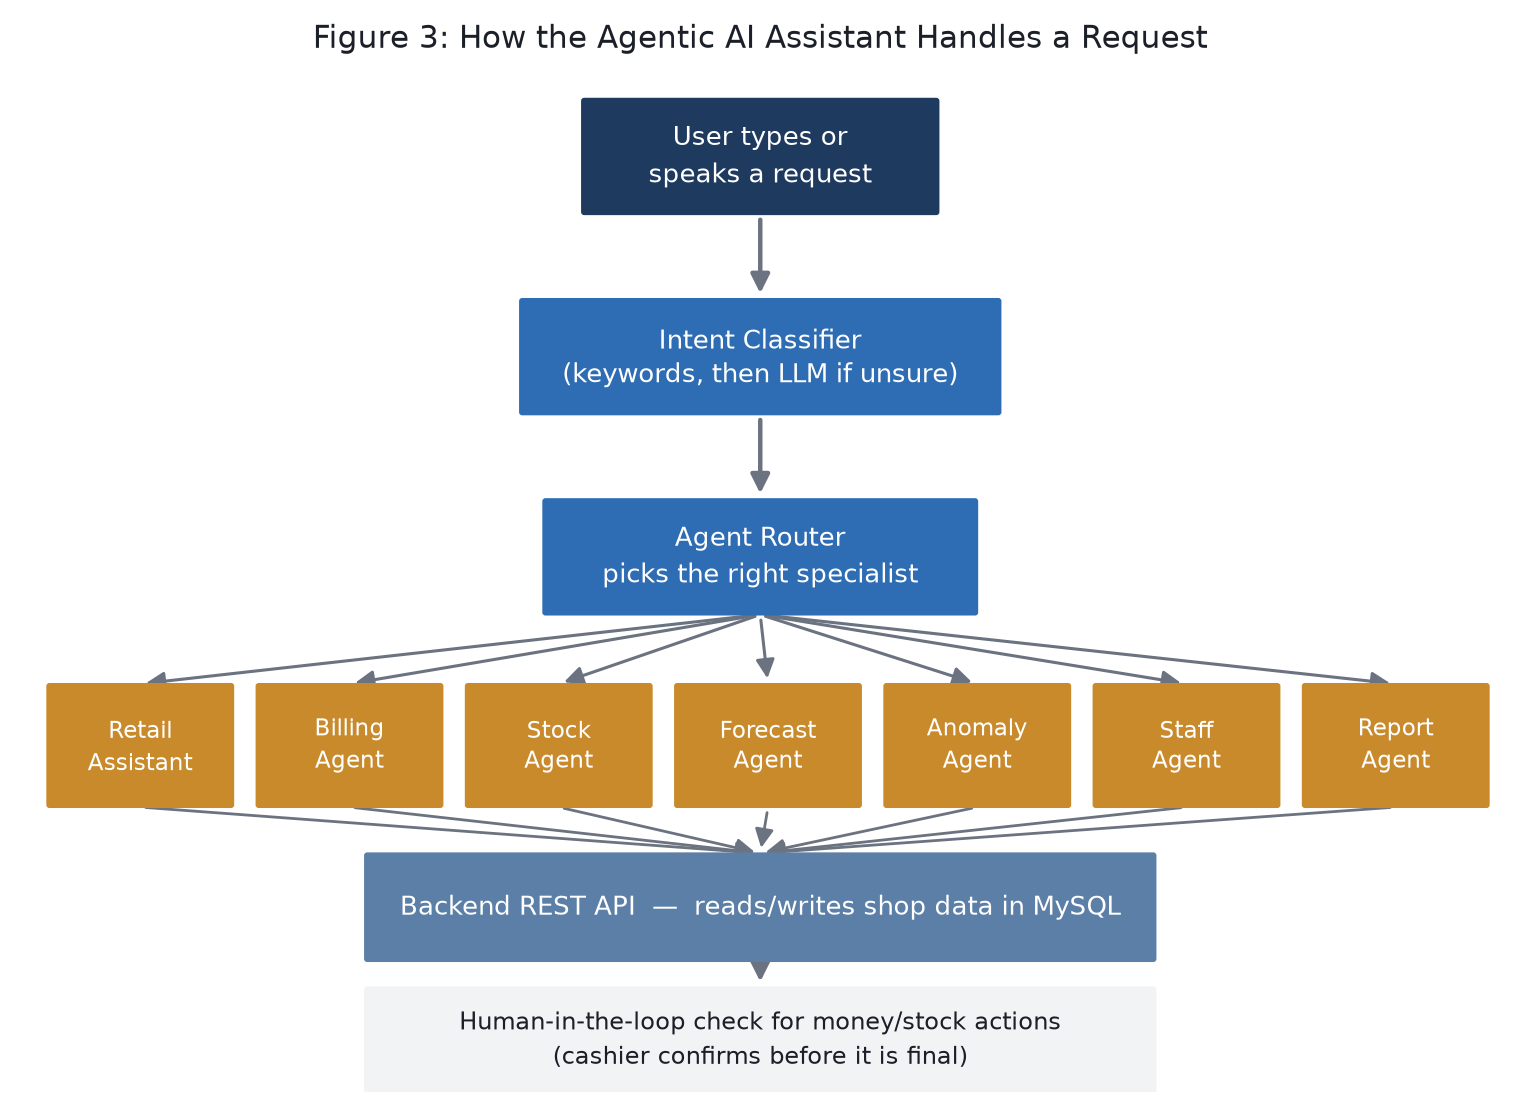 Figure 3: How the Agentic AI Assistant Handles a Request
User types or
speaks a request
Intent Classifier
(keywords, then LLM if unsure)
Agent Router
picks the right specialist
Retail
Assistant
Billing
Agent
Stock
Agent
Forecast
Agent
Anomaly
Agent
Staff
Agent
Report
Agent
Backend REST API — reads/writes shop data in MySQL
Human-in-the-loop check for money/stock actions
(cashier confirms before it is final)